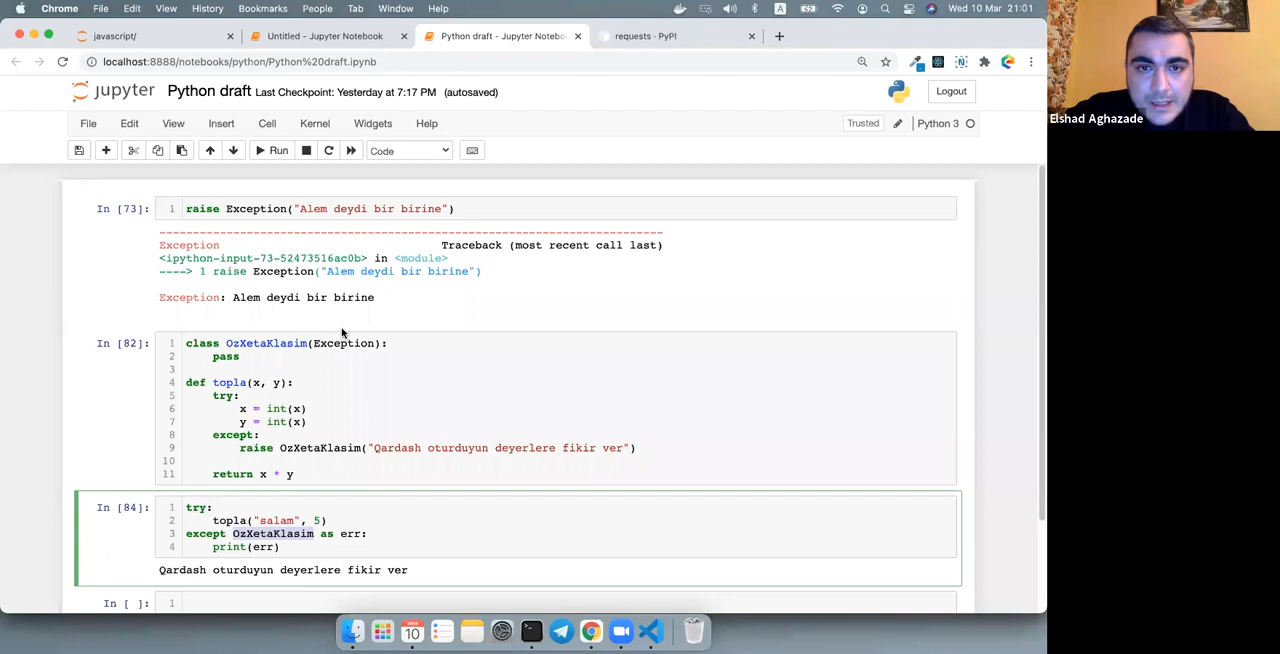 Chrome File Edit View History Bookmarks People Tab Window Help A Wed 10 Mar 21:01
javascript/ Untitled - Jupyter Notebook Python draft - Jupyter Notebo requests · PyPI
localhost:8888/notebooks/python/Python%20draft.ipynb
jupyter Python draft Last Checkpoint: Yesterday at 7:17 PM (autosaved) Logout
Elshad Aghazade
File Edit View Insert Cell Kernel Widgets Help Trusted Python 3
Run Code
In [73]: 1 raise Exception("Alem deydi bir birine")
---------------------------------------------------------------------------
Exception Traceback (most recent call last)
<ipython-input-73-52473516ac0b> in <module>
----> 1 raise Exception("Alem deydi bir birine")
Exception: Alem deydi bir birine
In [82]: 1 class OzXetaKlasim(Exception):
2 pass
3
4 def topla(x, y):
5 try:
6 x = int(x)
7 y = int(x)
8 except:
9 raise OzXetaKlasim("Qardash oturduyun deyerlere fikir ver")
10
11 return x * y
In [84]: 1 try:
2 topla("salam", 5)
3 except OzXetaKlasim as err:
4 print(err)
Qardash oturduyun deyerlere fikir ver
In [ ]: 1
MAR
10